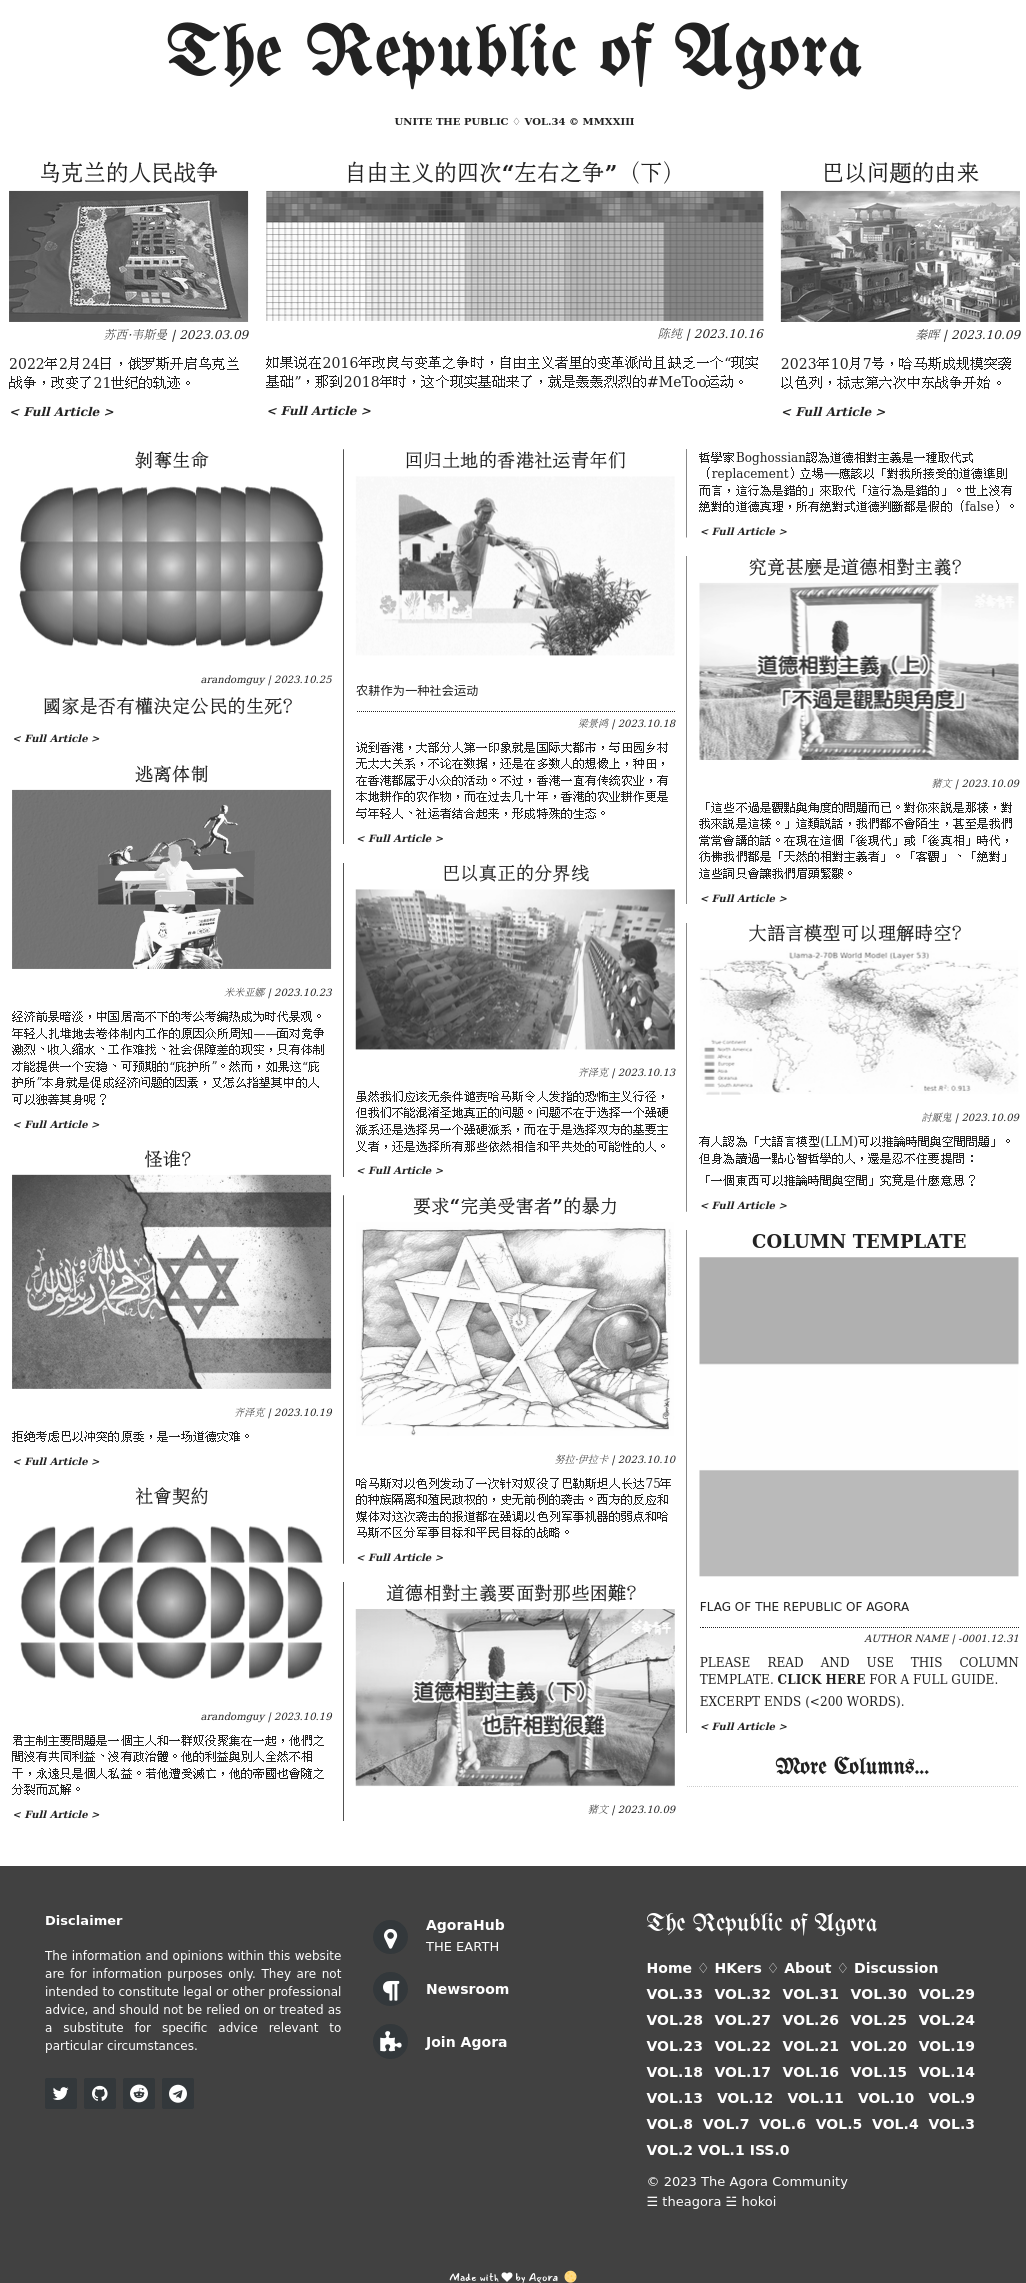 The Republic of Agora
UNITE THE PUBLIC ♢ VOL.34 © MMXXIII
乌克兰的人民战争
苏西·韦斯曼 | 2023.03.09
2022年2月24日，俄罗斯开启乌克兰
战争，改变了21世纪的轨迹。
< Full Article >
自由主义的四次“左右之争”（下）
陈纯 | 2023.10.16
如果说在2016年改良与变革之争时，自由主义者里的变革派尚且缺乏一个“现实
基础”，那到2018年时，这个现实基础来了，就是轰轰烈烈的#MeToo运动。
< Full Article >
巴以问题的由来
秦晖 | 2023.10.09
2023年10月7号，哈马斯成规模突袭
以色列，标志第六次中东战争开始。
< Full Article >
剝奪生命
arandomguy | 2023.10.25
國家是否有權決定公民的生死？
< Full Article >
逃离体制
米米亚娜 | 2023.10.23
经济前景暗淡，中国居高不下的考公考编热成为时代景观。
年轻人扎堆地去卷体制内工作的原因众所周知——面对竞争
激烈、收入缩水、工作难找、社会保障差的现实，只有体制
才能提供一个安稳、可预期的“庇护所”。然而，如果这“庇
护所”本身就是促成经济问题的因素，又怎么指望其中的人
可以独善其身呢？
< Full Article >
怪谁？
齐泽克 | 2023.10.19
拒绝考虑巴以冲突的原委，是一场道德灾难。
< Full Article >
社會契約
arandomguy | 2023.10.19
君主制主要問題是一個主人和一群奴役聚集在一起，他們之
間沒有共同利益、沒有政治體。他的利益與別人全然不相
干，永遠只是個人私益。若他遭受滅亡，他的帝國也會隨之
分裂而瓦解。
< Full Article >
回归土地的香港社运青年们
农耕作为一种社会运动
梁景鸿 | 2023.10.18
说到香港，大部分人第一印象就是国际大都市，与田园乡村
无太大关系，不论在数据，还是在多数人的想像上，种田，
在香港都属于小众的活动。不过，香港一直有传统农业，有
本地耕作的农作物，而在过去几十年，香港的农业耕作更是
与年轻人、社运者结合起来，形成特殊的生态。
< Full Article >
巴以真正的分界线
齐泽克 | 2023.10.13
虽然我们应该无条件谴责哈马斯令人发指的恐怖主义行径，
但我们不能混淆圣地真正的问题。问题不在于选择一个强硬
派系还是选择另一个强硬派系，而在于是选择双方的基要主
义者，还是选择所有那些依然相信和平共处的可能性的人。
< Full Article >
要求“完美受害者”的暴力
努拉·伊拉卡 | 2023.10.10
哈马斯对以色列发动了一次针对奴役了巴勒斯坦人长达75年
的种族隔离和殖民政权的，史无前例的袭击。西方的反应和
媒体对这次袭击的报道都在强调以色列军事机器的弱点和哈
马斯不区分军事目标和平民目标的战略。
< Full Article >
道德相對主義要面對那些困難？
道德相對主義（下）
也許相對很難
豬文 | 2023.10.09
哲學家Boghossian認為道德相對主義是一種取代式
（replacement）立場──應該以「對我所接受的道德準則
而言，這行為是錯的」來取代「這行為是錯的」。世上沒有
絕對的道德真理，所有絕對式道德判斷都是假的（false）。
< Full Article >
究竟甚麼是道德相對主義？
道德相對主義（上）
「不過是觀點與角度」
豬文 | 2023.10.09
「這些不過是觀點與角度的問題而已。對你來說是那樣，對
我來說是這樣。」這類說話，我們都不會陌生，甚至是我們
常常會講的話。在現在這個「後現代」或「後真相」時代，
彷彿我們都是「天然的相對主義者」。「客觀」、「絕對」
這些詞只會讓我們眉頭緊皺。
< Full Article >
大語言模型可以理解時空？
Llama-2-70B World Model (Layer 53)
True Continent
North America
Africa
Europe
Asia
Oceania
South America
test R²: 0.913
討厭鬼 | 2023.10.09
有人認為「大語言模型(LLM)可以推論時間與空間問題」。
但身為讀過一點心智哲學的人，還是忍不住要提問：
「一個東西可以推論時間與空間」究竟是什麼意思？
< Full Article >
COLUMN TEMPLATE
FLAG OF THE REPUBLIC OF AGORA
AUTHOR NAME | -0001.12.31
PLEASE READ AND USE THIS COLUMN
TEMPLATE. CLICK HERE FOR A FULL GUIDE.
EXCERPT ENDS (<200 WORDS).
< Full Article >
More Columns...
Disclaimer
The information and opinions within this website
are for information purposes only. They are not
intended to constitute legal or other professional
advice, and should not be relied on or treated as
a substitute for specific advice relevant to
particular circumstances.
AgoraHub
THE EARTH
Newsroom
Join Agora
The Republic of Agora
Home ♢ HKers ♢ About ♢ Discussion
VOL.33 VOL.32 VOL.31 VOL.30 VOL.29
VOL.28 VOL.27 VOL.26 VOL.25 VOL.24
VOL.23 VOL.22 VOL.21 VOL.20 VOL.19
VOL.18 VOL.17 VOL.16 VOL.15 VOL.14
VOL.13 VOL.12 VOL.11 VOL.10 VOL.9
VOL.8 VOL.7 VOL.6 VOL.5 VOL.4 VOL.3
VOL.2 VOL.1 ISS.0
© 2023 The Agora Community
☰ theagora ☱ hokoi
Made with ♥ by Agora